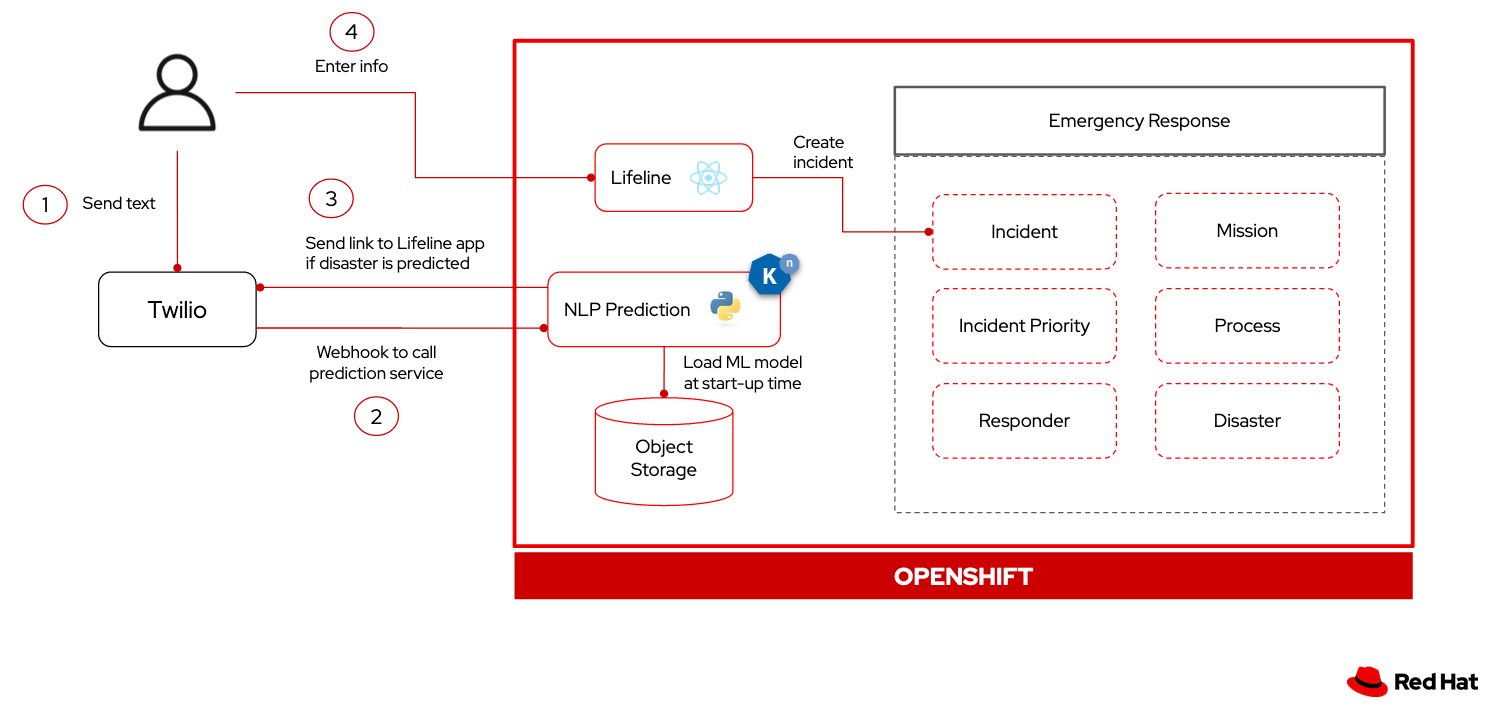 4
Enter info
1
Send text
3
Send link to Lifeline app
if disaster is predicted
Twilio
Webhook to call
prediction service
2
Lifeline
Create
incident
NLP Prediction
K
n
Load ML model
at start-up time
Object
Storage
Emergency Response
Incident
Mission
Incident Priority
Process
Responder
Disaster
OPENSHIFT
Red Hat